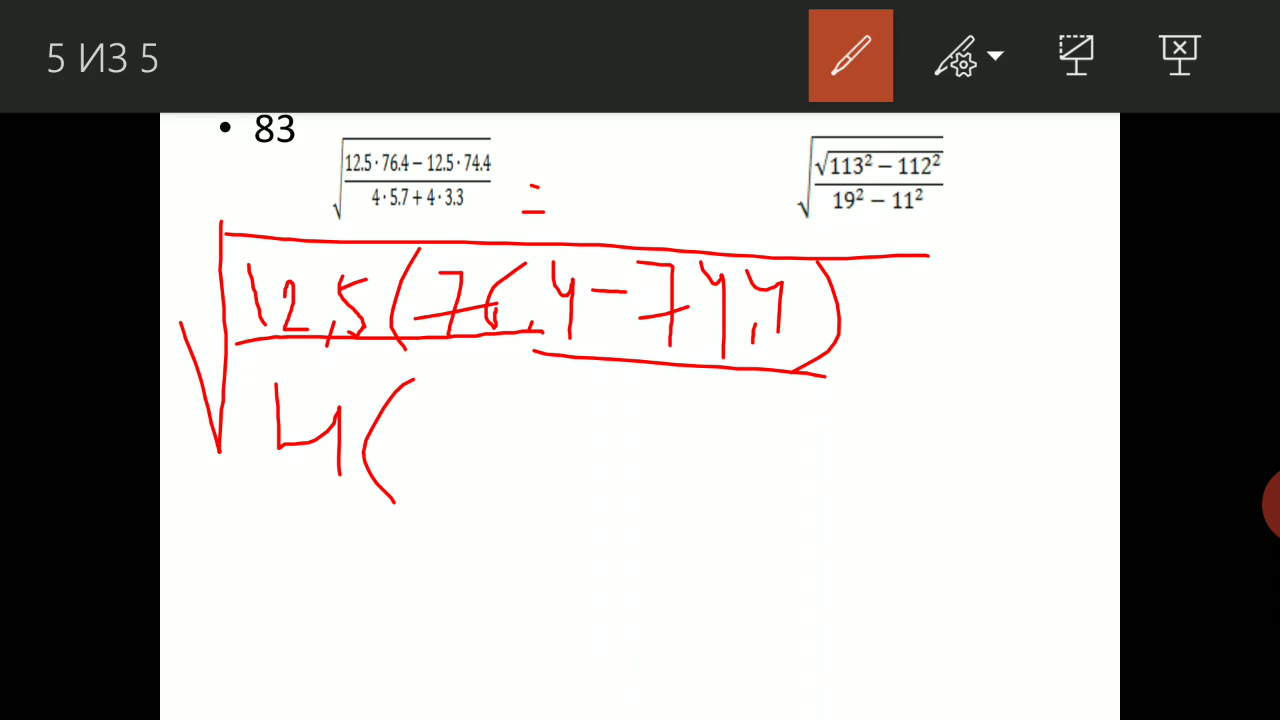 5 ИЗ 5
• 83
√((12.5 · 76.4 − 12.5 · 74.4)/(4 · 5.7 + 4 · 3.3)) = √(√(113² − 112²)/(19² − 11²))
√(12,5(76,4−74,4)
4(